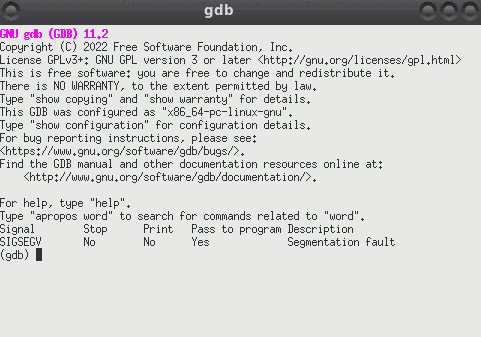 gdb
GNU gdb (GDB) 11.2
Copyright (C) 2022 Free Software Foundation, Inc.
License GPLv3+: GNU GPL version 3 or later <http://gnu.org/licenses/gpl.html>
This is free software: you are free to change and redistribute it.
There is NO WARRANTY, to the extent permitted by law.
Type "show copying" and "show warranty" for details.
This GDB was configured as "x86_64-pc-linux-gnu".
Type "show configuration" for configuration details.
For bug reporting instructions, please see:
<https://www.gnu.org/software/gdb/bugs/>.
Find the GDB manual and other documentation resources online at:
    <http://www.gnu.org/software/gdb/documentation/>.
For help, type "help".
Type "apropos word" to search for commands related to "word".
Signal        Stop      Print   Pass to program Description
SIGSEGV       No        No      Yes             Segmentation fault
(gdb)